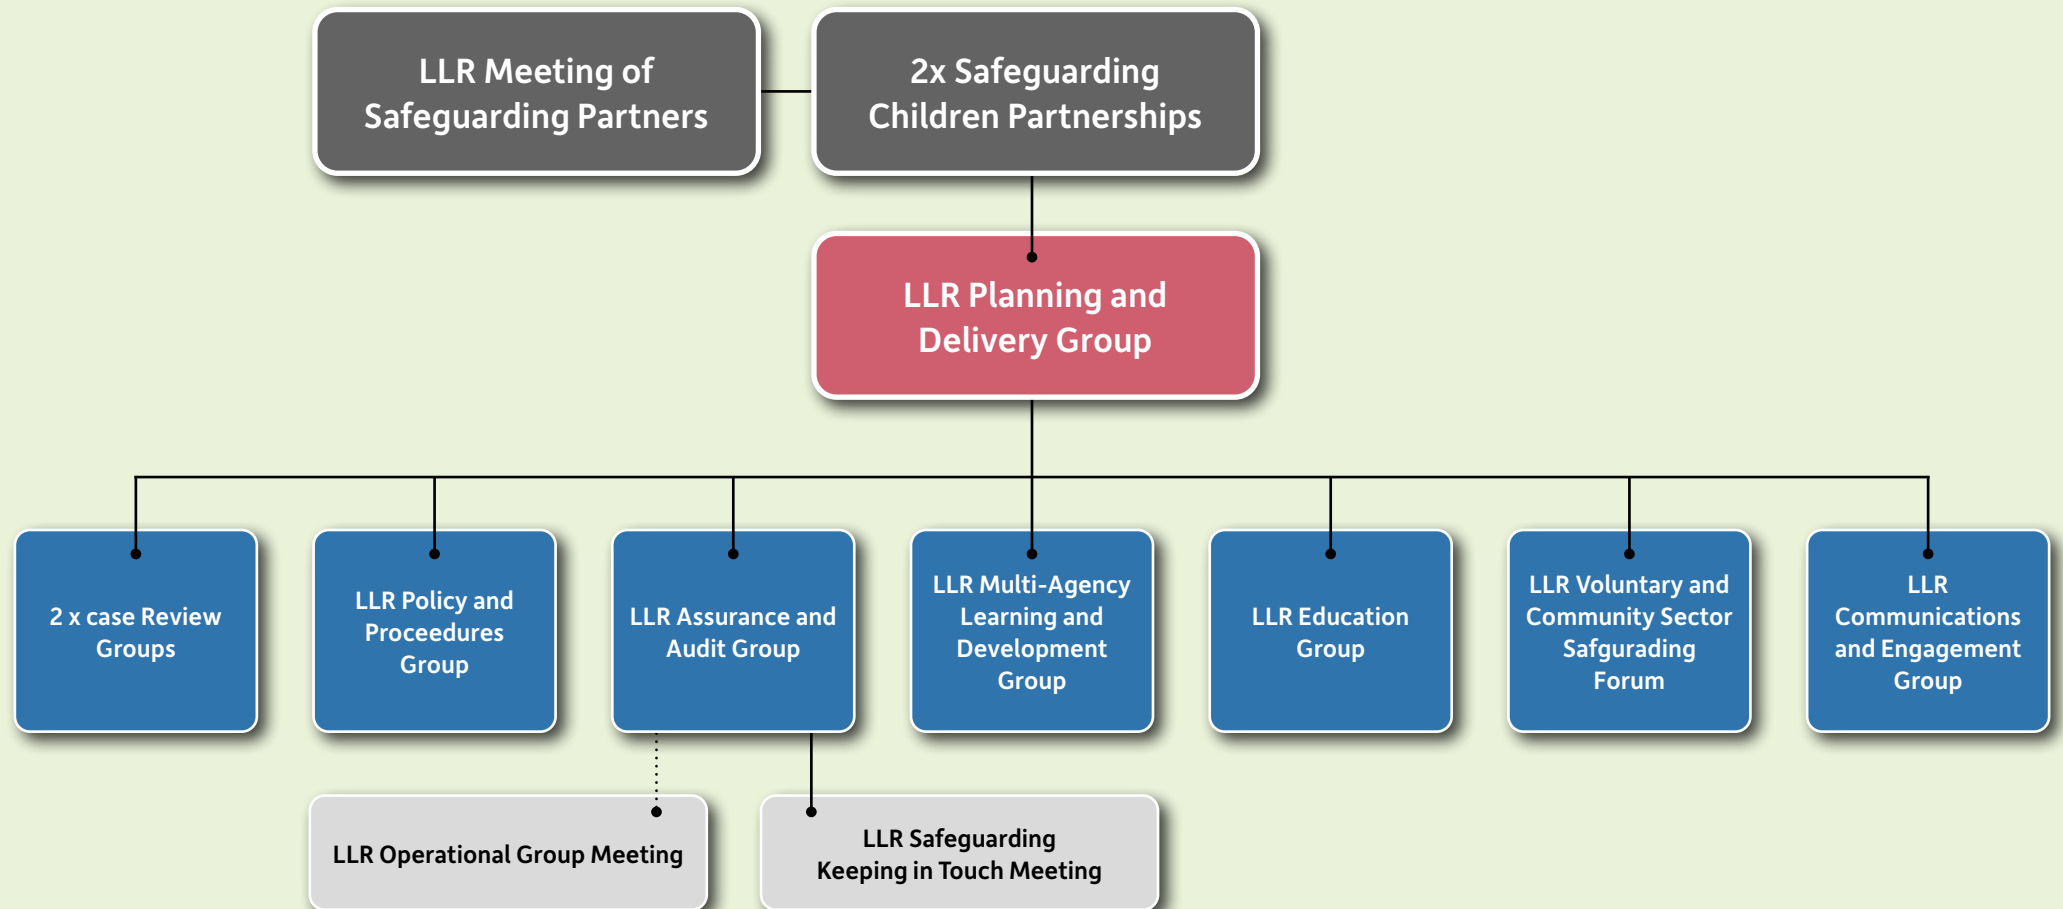 LLR Meeting of
Safeguarding Partners
2x Safeguarding
Children Partnerships
LLR Planning and
Delivery Group
2 x case Review
Groups
LLR Policy and
Proceedures
Group
LLR Assurance and
Audit Group
LLR Multi-Agency
Learning and
Development
Group
LLR Education
Group
LLR Voluntary and
Community Sector
Safgurading
Forum
LLR
Communications
and Engagement
Group
LLR Operational Group Meeting
LLR Safeguarding
Keeping in Touch Meeting